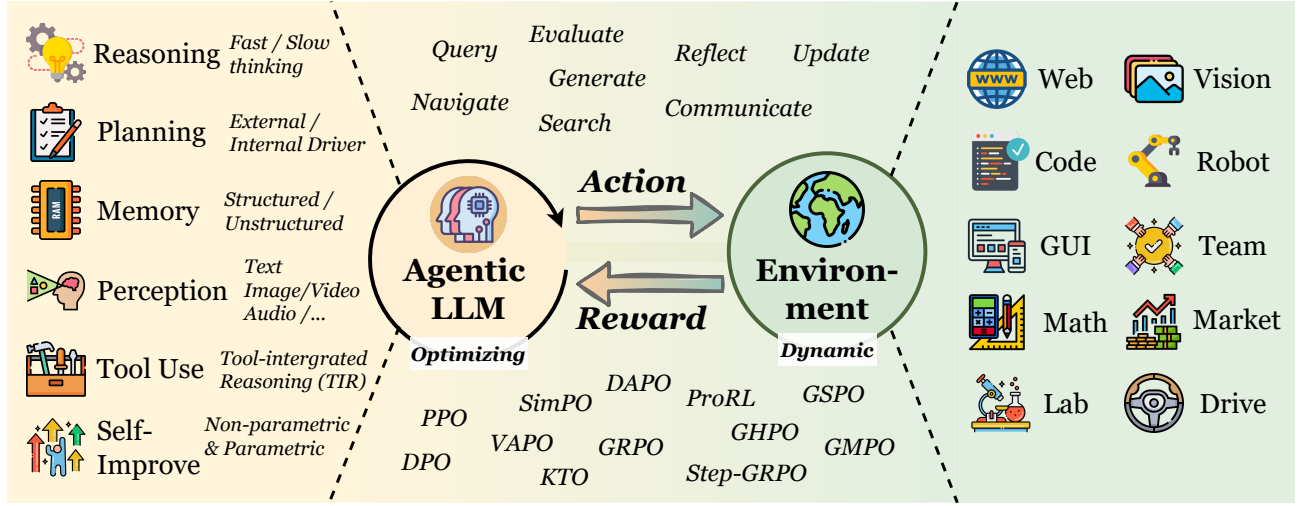 Reasoning
Fast / Slow
thinking
Planning
External /
Internal Driver
RAM
Memory
Structured /
Unstructured
Perception
Text
Image/Video
Audio /...
Tool Use
Tool-intergrated
Reasoning (TIR)
Self-
Improve
Non-parametric
& Parametric
Query
Evaluate
Reflect
Update
Generate
Navigate
Search
Communicate
Agentic
LLM
Optimizing
Action
Reward
Environ-
ment
Dynamic
DAPO
SimPO
ProRL
GSPO
PPO
VAPO
GRPO
GHPO
GMPO
DPO
KTO
Step-GRPO
WWW
Web
Vision
Code
Robot
GUI
Team
Math
Market
Lab
Drive